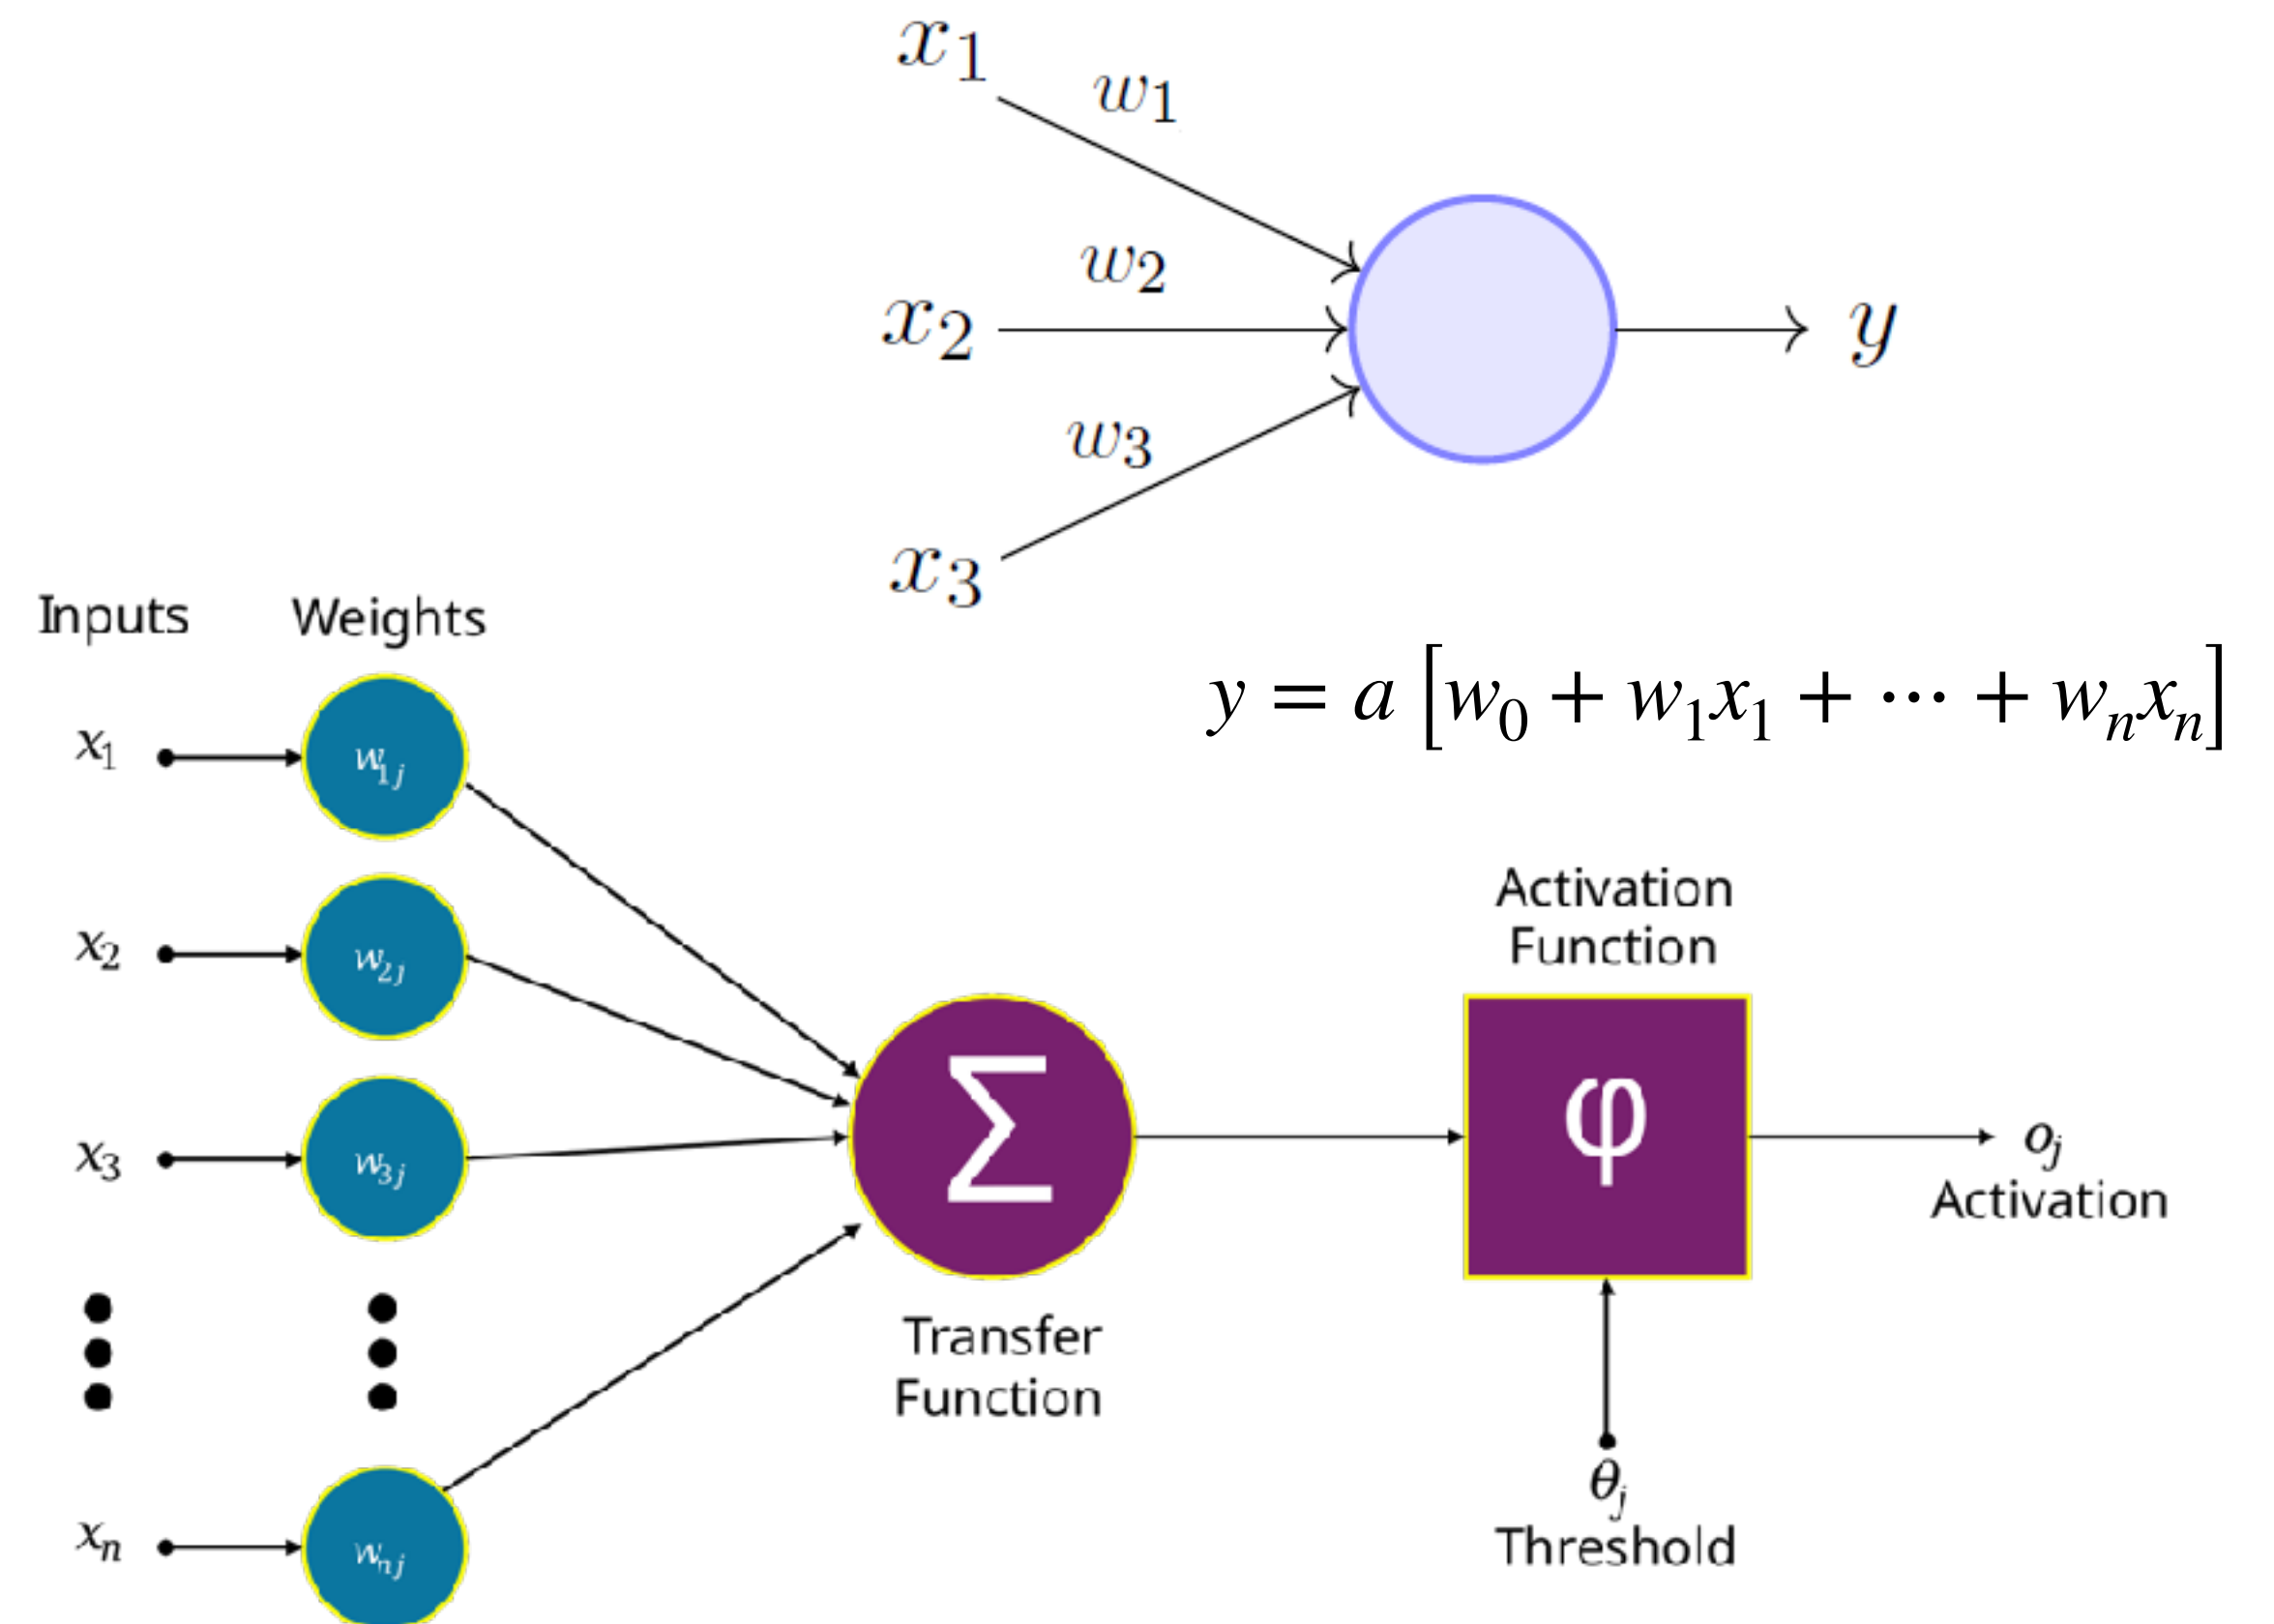 x₁
w₁
w₂
x₂
y
w₃
x₃
Inputs Weights
y = a [w₀ + w₁x₁ + ⋯ + wₙxₙ]
x₁ w₁ⱼ
Activation
Function
x₂ w₂ⱼ
Σ
φ
x₃ w₃ⱼ
oⱼ
Activation
Transfer
Function
θⱼ
Threshold
xₙ wₙⱼ